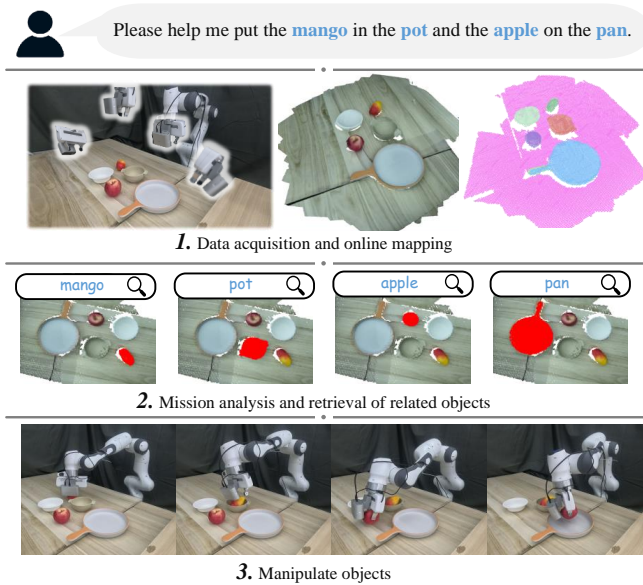 Please help me put the mango in the pot and the apple on the pan.
1. Data acquisition and online mapping
mango
pot
apple
pan
2. Mission analysis and retrieval of related objects
3. Manipulate objects